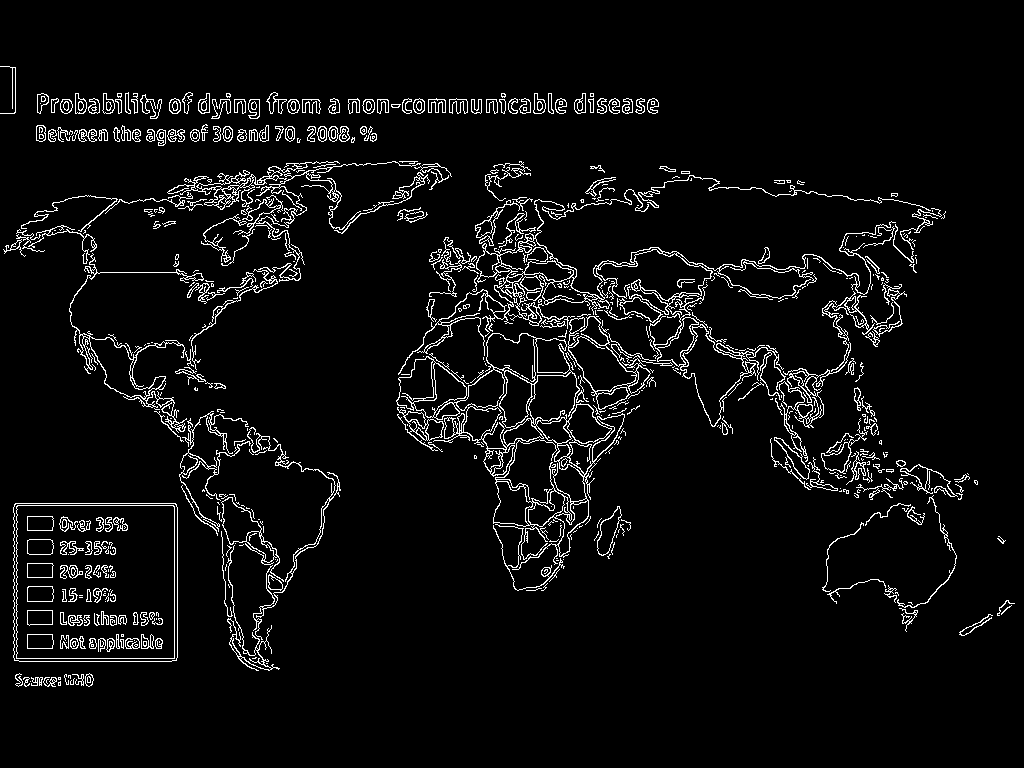 Probability of dying from a non-communicable disease
Between the ages of 30 and 70, 2008, %
Over 35%
25-35%
20-24%
15-19%
Less than 15%
Not applicable
Source: WHO